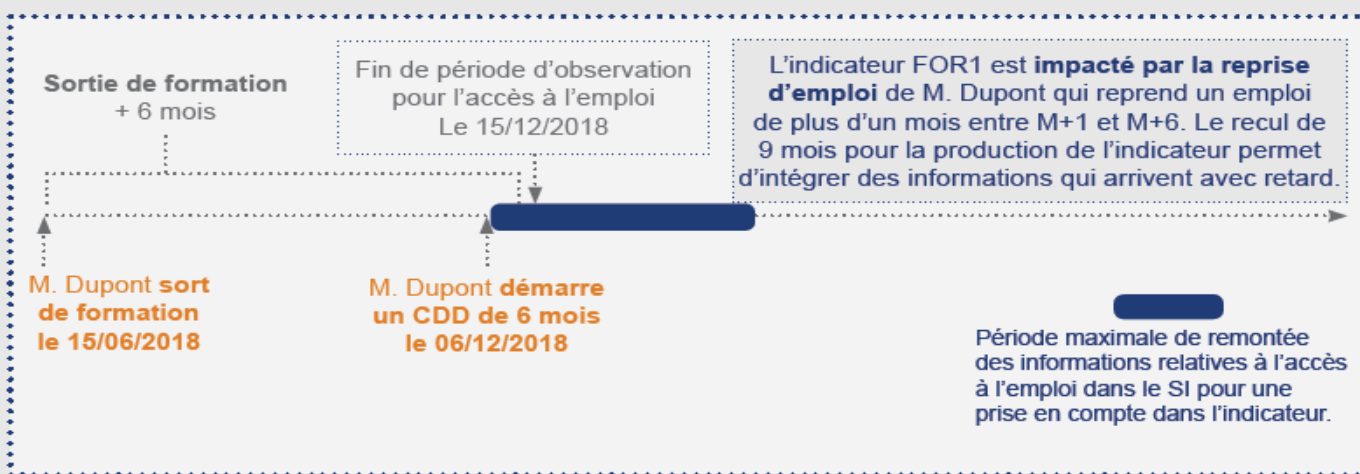 Sortie de formation
+ 6 mois
Fin de période d'observation
pour l'accès à l'emploi
Le 15/12/2018
L'indicateur FOR1 est impacté par la reprise
d'emploi de M. Dupont qui reprend un emploi
de plus d'un mois entre M+1 et M+6. Le recul de
9 mois pour la production de l'indicateur permet
d'intégrer des informations qui arrivent avec retard.
M. Dupont sort
de formation
le 15/06/2018
M. Dupont démarre
un CDD de 6 mois
le 06/12/2018
Période maximale de remontée
des informations relatives à l'accès
à l'emploi dans le SI pour une
prise en compte dans l'indicateur.